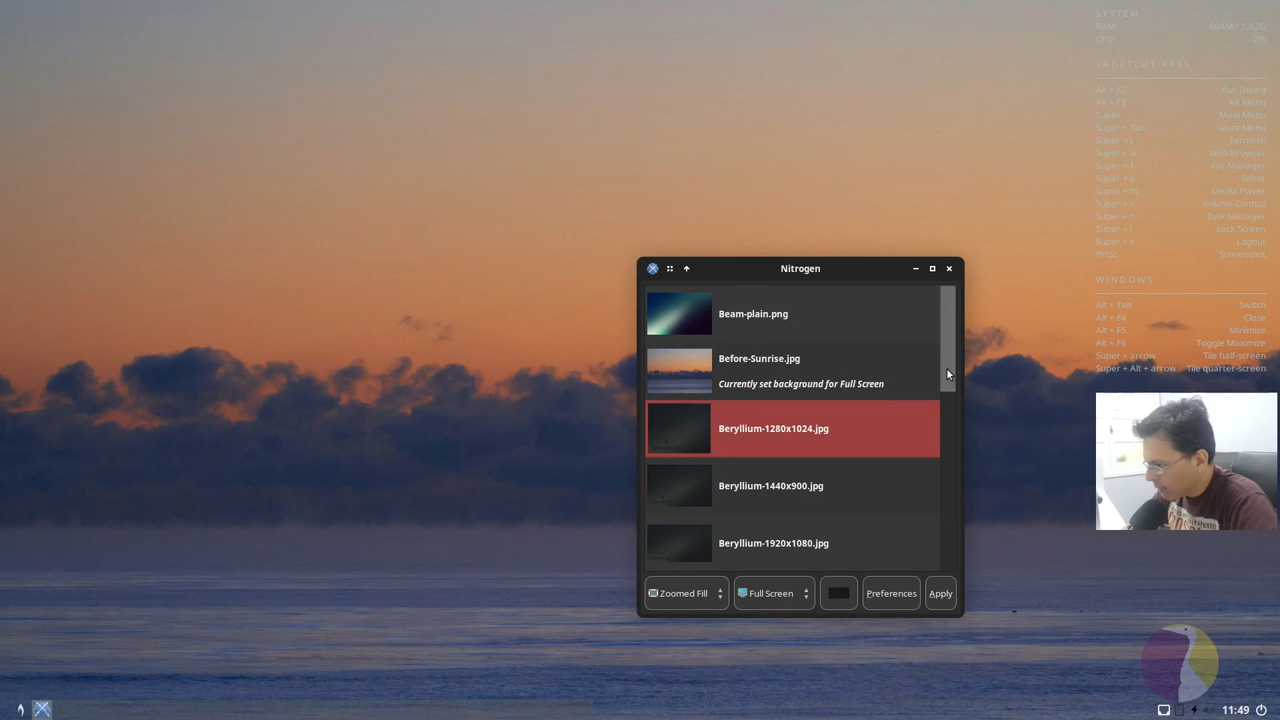 SYSTEM
RAM: 694M / 1.92G
CPU: 2%
SHORTCUT KEYS
Alt + F2 Run Dialog
Alt + F3 Alt Menu
Super Main Menu
Super + Tab Client Menu
Super + t Terminal
Super + w Web Browser
Super + f File Manager
Super + e Editor
Super + m Media Player
Super + v Volume Control
Super + h Task Manager
Super + l Lock Screen
Super + x Logout
PrtSc Screenshot
WINDOWS
Alt + Tab Switch
Alt + F4 Close
Alt + F5 Minimize
Alt + F6 Toggle Maximize
Super + arrow Tile half-screen
Super + Alt + arrow Tile quarter-screen
Nitrogen
Beam-plain.png
Before-Sunrise.jpg
Currently set background for Full Screen
Beryllium-1280x1024.jpg
Beryllium-1440x900.jpg
Beryllium-1920x1080.jpg
Zoomed Fill Full Screen Preferences Apply
11:49